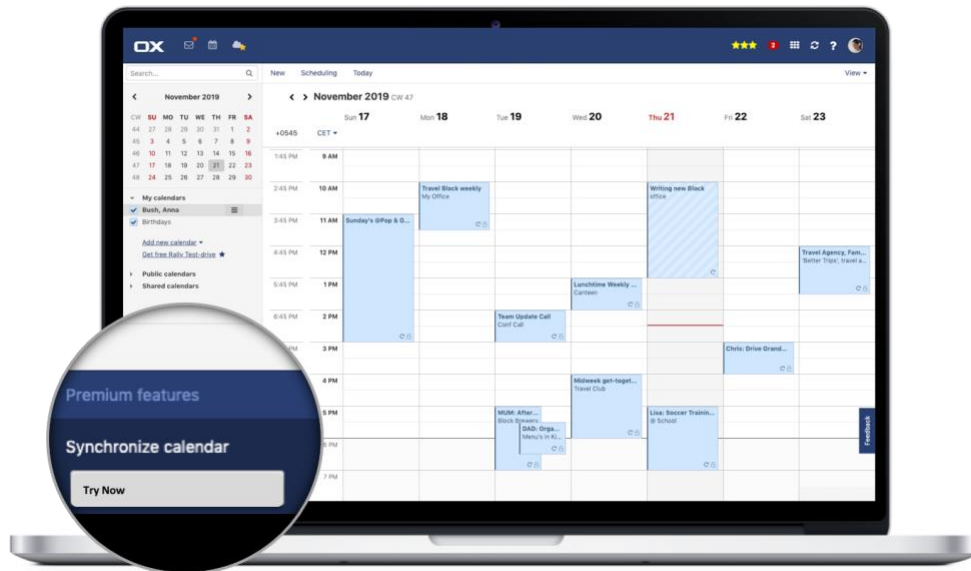 OX
2
?
Search...
New Scheduling Today
View
November 2019
November 2019 CW 47
CW SU MO TU WE TH FR SA
44 27 28 29 30 31 1 2
45 3 4 5 6 7 8 9
46 10 11 12 13 14 15 16
47 17 18 19 20 21 22 23
48 24 25 26 27 28 29 30
My calendars
Bush, Anna
Birthdays
Add new calendar
Get free Rally Test-drive
Public calendars
Shared calendars
Sun 17 Mon 18 Tue 19 Wed 20 Thu 21 Fri 22 Sat 23
+0545 CET
1:45 PM 9 AM
2:45 PM 10 AM
3:45 PM 11 AM
4:45 PM 12 PM
5:45 PM 1 PM
6:45 PM 2 PM
PM 3 PM
4 PM
5 PM
PM
7 PM
Sunday's @Pop & G...
Travel Block weekly
My Office
Team Update Call
Conf Call
MUM: After...
Block Brewery
DAD: Orga...
Menu's in Ki...
Lunchtime Weekly ...
Canteen
Midweek get-toget...
Travel Club
Writing new Block
office
Lisa: Soccer Trainin...
@ School
Chris: Drive Grand...
Travel Agency, Fam...
'Better Trips', travel a...
Feedback
Premium features
Synchronize calendar
Try Now